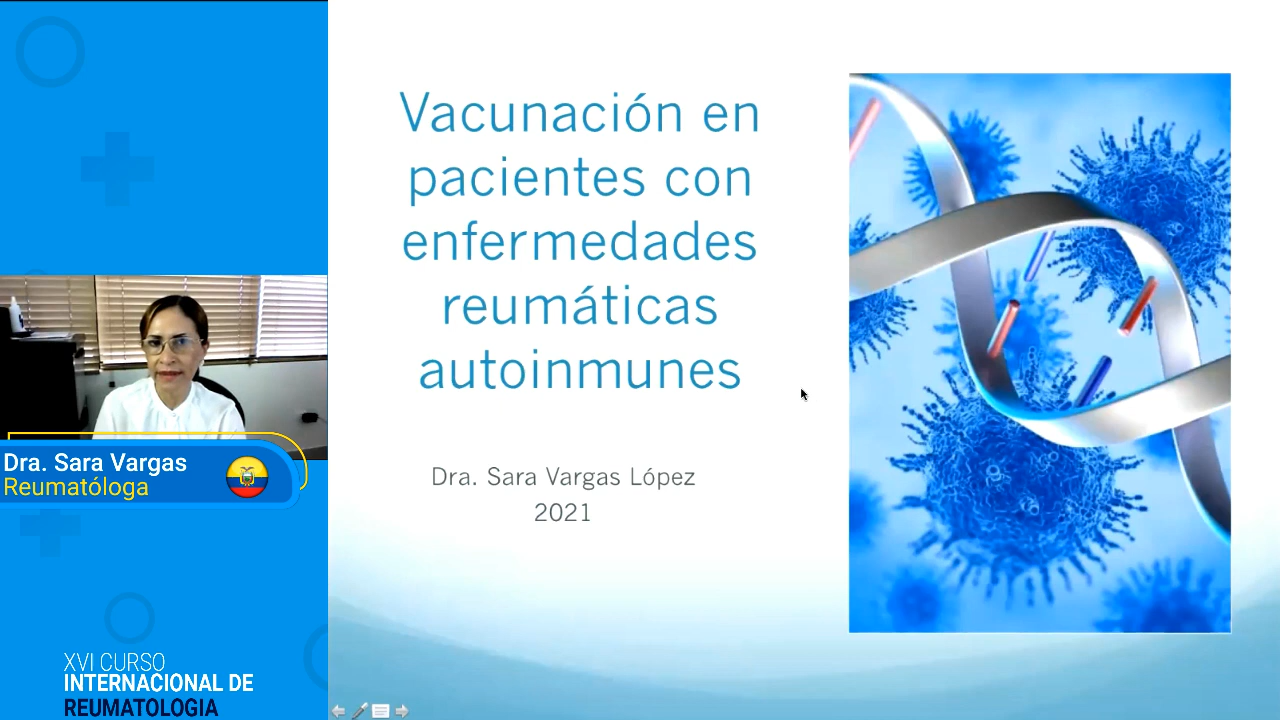 Vacunación en
pacientes con
enfermedades
reumáticas
autoinmunes
Dra. Sara Vargas López
2021
Dra. Sara Vargas
Reumatóloga
XVI CURSO
INTERNACIONAL DE
REUMATOLOGIA